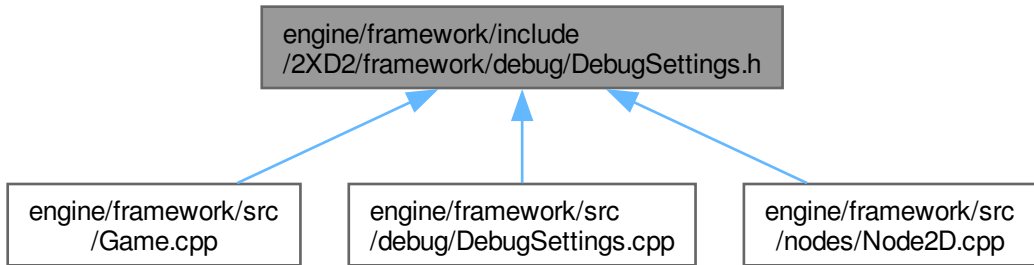 engine/framework/include
/2XD2/framework/debug/DebugSettings.h
engine/framework/src
/Game.cpp
engine/framework/src
/debug/DebugSettings.cpp
engine/framework/src
/nodes/Node2D.cpp